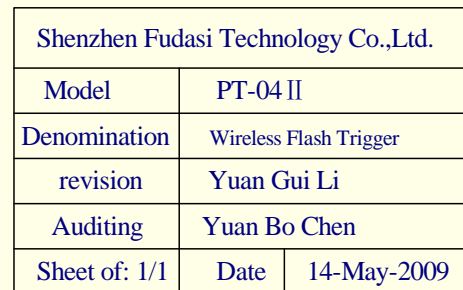 Shenzhen Fudasi Technology Co.,Ltd.
Model PT-04Ⅱ
Denomination Wireless Flash Trigger
revision Yuan Gui Li
Auditing Yuan Bo Chen
Sheet of: 1/1 Date 14-May-2009